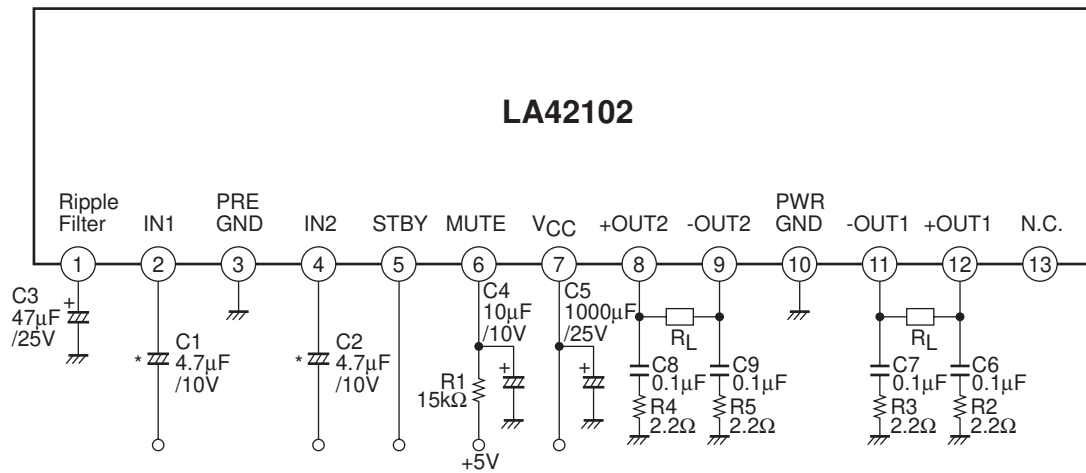 LA42102
Ripple
Filter
IN1
PRE
GND
IN2
STBY
MUTE
VCC
+OUT2
-OUT2
PWR
GND
-OUT1
+OUT1
N.C.
1
2
3
4
5
6
7
8
9
10
11
12
13
C3
47μF
/25V
+
*
C1
4.7μF
/10V
*
C2
4.7μF
/10V
C4
10μF
/10V
+
R1
15kΩ
+5V
C5
1000μF
/25V
+
RL
C8
0.1μF
R4
2.2Ω
C9
0.1μF
R5
2.2Ω
RL
C7
0.1μF
R3
2.2Ω
C6
0.1μF
R2
2.2Ω